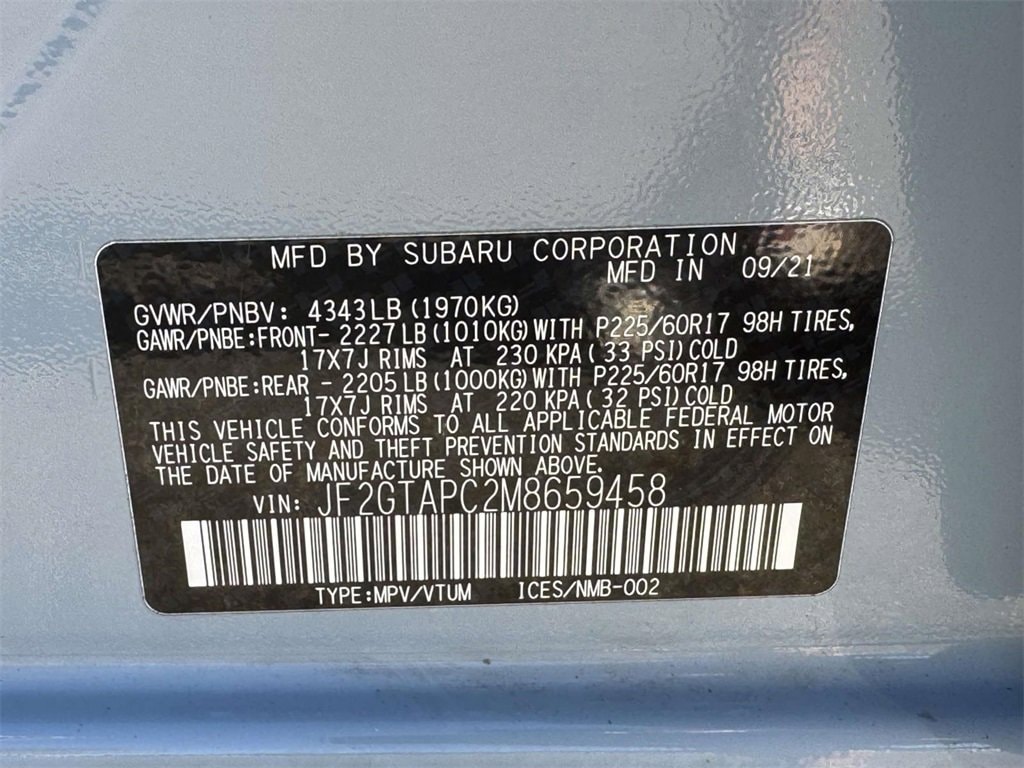 MFD BY SUBARU CORPORATION
MFD IN 09/21
GVWR/PNBV: 4343LB (1970KG)
GAWR/PNBE:FRONT- 2227LB(1010KG)WITH P225/60R17 98H TIRES,
17X7J RIMS AT 230 KPA( 33 PSI)COLD
GAWR/PNBE:REAR - 2205LB(1000KG)WITH P225/60R17 98H TIRES,
17X7J RIMS AT 220 KPA( 32 PSI)COLD
THIS VEHICLE CONFORMS TO ALL APPLICABLE FEDERAL MOTOR
VEHICLE SAFETY AND THEFT PREVENTION STANDARDS IN EFFECT ON
THE DATE OF MANUFACTURE SHOWN ABOVE.
VIN: JF2GTAPC2M8659458
TYPE:MPV/VTUM ICES/NMB-002